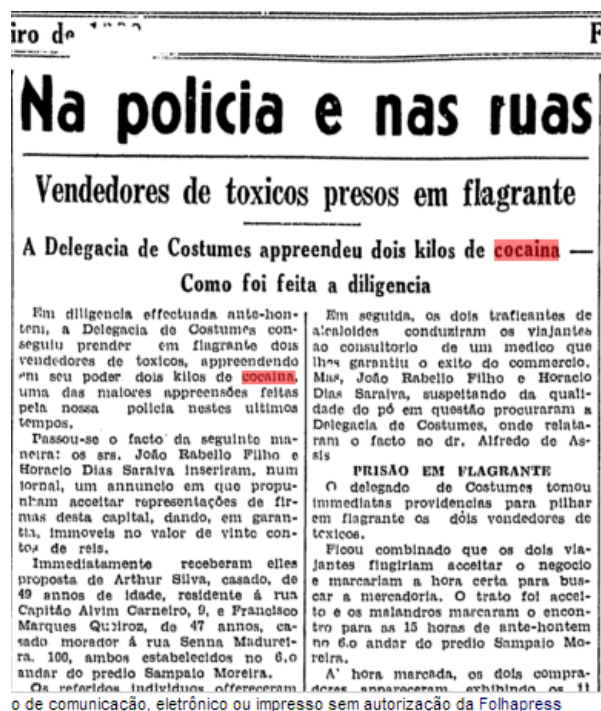 iro de
F
Na policia e nas ruas
Vendedores de toxicos presos em flagrante
A Delegacia de Costumes appreendeu dois kilos de cocaina —
Como foi feita a diligencia
Em diligencia effectuada ante-hon-
tem, a Delegacia de Costumes con-
seguiu prender em flagrante dois
vendedores de toxicos, appreendendo
em seu poder dois kilos de cocaina,
uma das maiores appreensões feitas
pela nossa policia nestes ultimos
tempos.
Passou-se o facto da seguinte ma-
neira: os srs. João Rabello Filho e
Horacio Dias Saraiva inseriram, num
jornal, um annuncio em que propu-
nham acceitar representações de fir-
mas desta capital, dando, em garan-
tia, immoveis no valor de vinte con-
tos de reis.
Immediatamente receberam elles
proposta de Arthur Silva, casado, de
49 annos de idade, residente á rua
Capitão Alvim Carneiro, 9, e Francisco
Marques Queiroz, de 47 annos, ca-
sado morador á rua Senna Madurei-
ra, 100, ambos estabelecidos no 6.o
andar do predio Sampaio Moreira.
Os referidos individuos offereceram
Em seguida, os dois traficantes de
alcaloides conduziram os viajantes
ao consultorio de um medico que
lhes garantiu o exito do commercio.
Mas, João Rabello Filho e Horacio
Dias Saraiva, suspeitando da quali-
dade do pó em questão procuraram a
Delegacia de Costumes, onde relata-
ram o facto ao dr. Alfredo de As-
sis
PRISÃO EM FLAGRANTE
O delegado de Costumes tomou
immediatas providencias para pilhar
em flagrante os dois vendedores de
toxicos.
Ficou combinado que os dois via-
jantes fingiriam acceitar o negocio
e marcariam a hora certa para bus-
car a mercadoria. O trato foi accei-
to e os malandros marcaram o encon-
tro para as 15 horas de ante-hontem
no 6.o andar do predio Sampaio Mo-
reira.
A' hora marcada, os dois compra-
dores appareceram, exhibindo os 11
o de comunicação, eletrônico ou impresso sem autorização da Folhapress